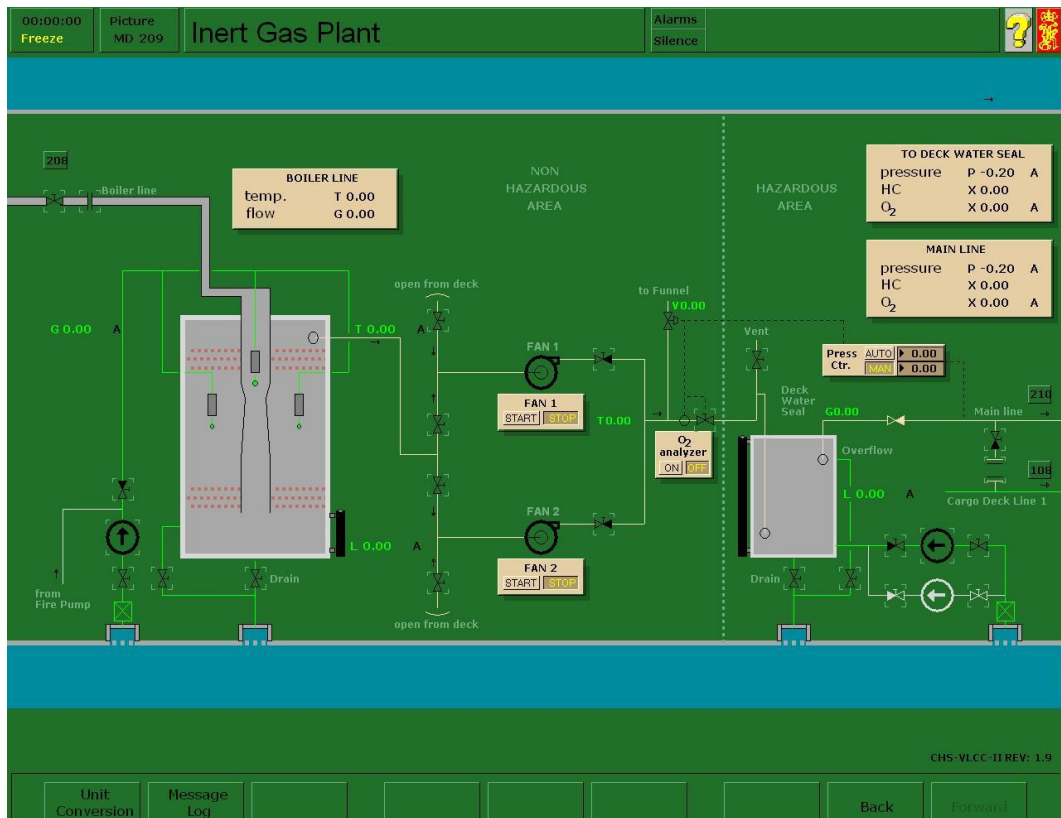 00:00:00
Freeze
Picture
MD 209
Inert Gas Plant
Alarms
Silence
?
208
Boiler line
BOILER LINE
temp. T 0.00
flow G 0.00
NON
HAZARDOUS
AREA
HAZARDOUS
AREA
TO DECK WATER SEAL
pressure P -0.20 A
HC X 0.00
O2 X 0.00 A
MAIN LINE
pressure P -0.20 A
HC X 0.00
O2 X 0.00 A
open from deck
to Funnel
V0.00
G 0.00 A
T 0.00 A
FAN 1
FAN 1
START STOP
Vent
Press AUTO 0.00
Ctr. MAN 0.00
Deck
Water
Seal
T0.00
O2
analyzer
ON OFF
G0.00
Main line
210
Overflow
108
L 0.00 A
Cargo Deck Line 1
FAN 2
L 0.00 A
FAN 2
START STOP
from
Fire Pump
Drain
Drain
open from deck
CHS-VLCC-II REV: 1.9
Unit
Conversion
Message
Log
Back
Forward